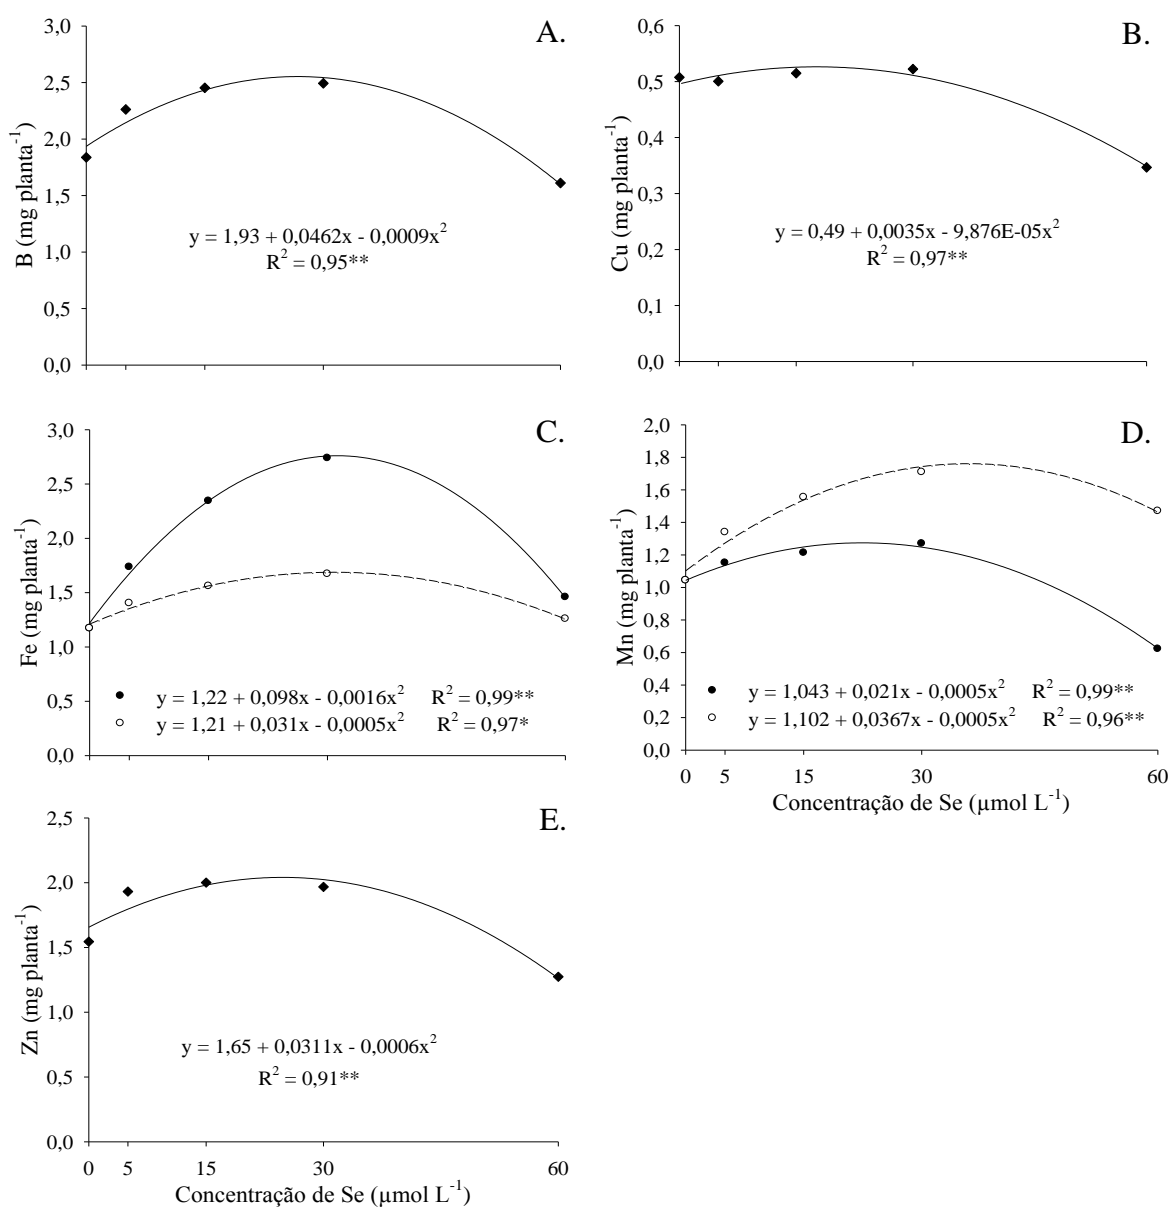 A.
3,0
2,5
2,0
1,5
1,0
0,5
0,0
B (mg planta⁻¹)
y = 1,93 + 0,0462x - 0,0009x²
R² = 0,95**
B.
0,6
0,5
0,4
0,3
0,2
0,1
0,0
Cu (mg planta⁻¹)
y = 0,49 + 0,0035x - 9,876E-05x²
R² = 0,97**
C.
3,0
2,5
2,0
1,5
1,0
0,5
0,0
Fe (mg planta⁻¹)
y = 1,22 + 0,098x - 0,0016x² R² = 0,99**
y = 1,21 + 0,031x - 0,0005x² R² = 0,97*
D.
2,0
1,8
1,6
1,4
1,2
1,0
0,8
0,6
0,4
0,2
0,0
Mn (mg planta⁻¹)
y = 1,043 + 0,021x - 0,0005x² R² = 0,99**
y = 1,102 + 0,0367x - 0,0005x² R² = 0,96**
0 5 15 30 60
Concentração de Se (µmol L⁻¹)
E.
2,5
2,0
1,5
1,0
0,5
0,0
Zn (mg planta⁻¹)
y = 1,65 + 0,0311x - 0,0006x²
R² = 0,91**
0 5 15 30 60
Concentração de Se (µmol L⁻¹)